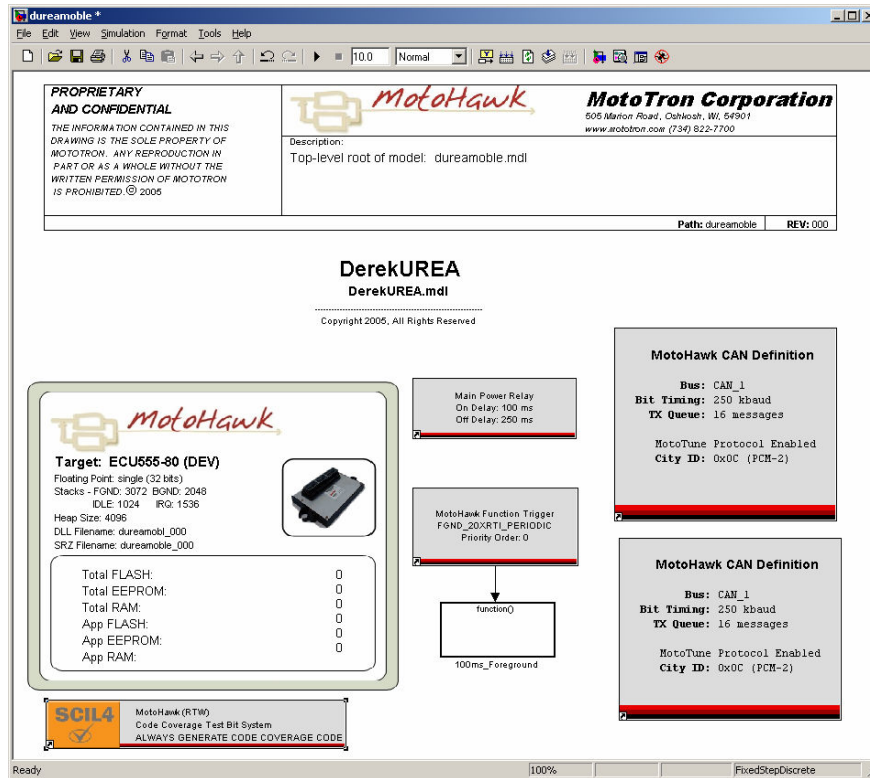 dureamoble *
File Edit View Simulation Format Tools Help
10.0 Normal
PROPRIETARY
AND CONFIDENTIAL
THE INFORMATION CONTAINED IN THIS
DRAWING IS THE SOLE PROPERTY OF
MOTOTRON. ANY REPRODUCTION IN
PART OR AS A WHOLE WITHOUT THE
WRITTEN PERMISSION OF MOTOTRON
IS PROHIBITED.© 2005
MotoHawk
MotoTron Corporation
505 Marion Road, Oshkosh, WI, 54901
www.mototron.com (734) 822-7700
Description:
Top-level root of model: dureamoble.mdl
Path: dureamoble REV: 000
DerekUREA
DerekUREA.mdl
Copyright 2005, All Rights Reserved
MotoHawk
Target: ECU555-80 (DEV)
Floating Point: single (32 bits)
Stacks - FGND: 3072 BGND: 2048
IDLE: 1024 IRQ: 1536
Heap Size: 4096
DLL Filename: dureamobl_000
SRZ Filename: dureamoble_000
Total FLASH: 0
Total EEPROM: 0
Total RAM: 0
App FLASH: 0
App EEPROM: 0
App RAM:
SCIL4
MotoHawk (RTW)
Code Coverage Test Bit System
ALWAYS GENERATE CODE COVERAGE CODE
Main Power Relay
On Delay: 100 ms
Off Delay: 250 ms
MotoHawk Function Trigger
FGND_20XRTI_PERIODIC
Priority Order: 0
function()
100ms_Foreground
MotoHawk CAN Definition
Bus: CAN_1
Bit Timing: 250 kbaud
TX Queue: 16 messages
MotoTune Protocol Enabled
City ID: 0x0C (PCM-2)
MotoHawk CAN Definition
Bus: CAN_1
Bit Timing: 250 kbaud
TX Queue: 16 messages
MotoTune Protocol Enabled
City ID: 0x0C (PCM-2)
Ready 100% FixedStepDiscrete